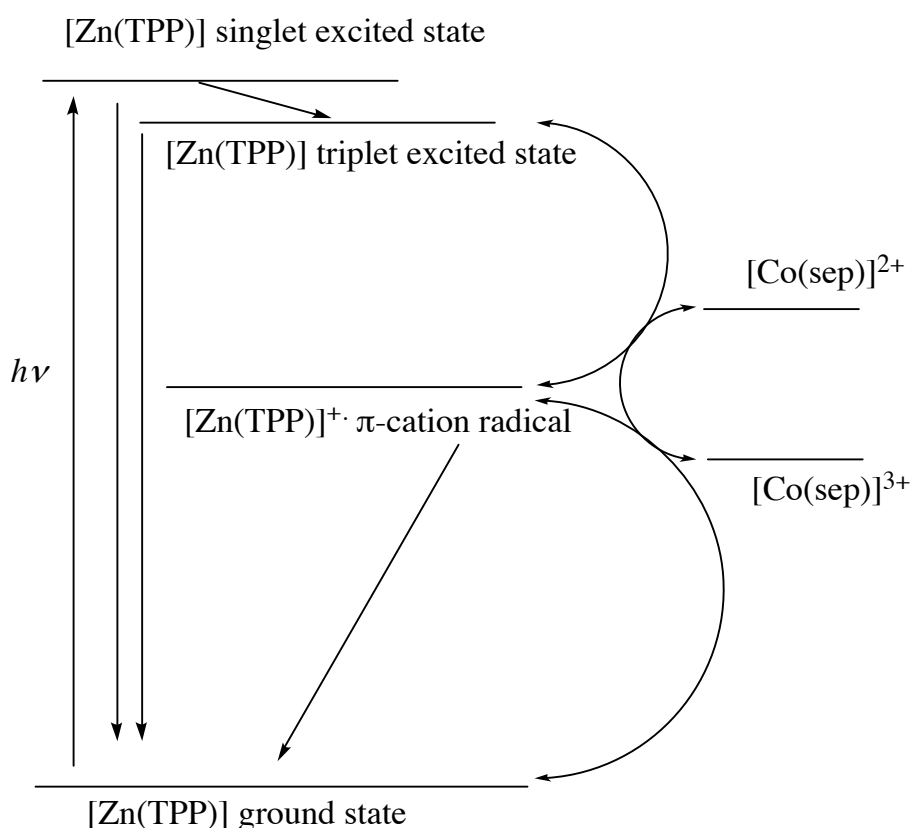 [Zn(TPP)] singlet excited state
[Zn(TPP)] triplet excited state
[Co(sep)]²⁺
hν
[Zn(TPP)]⁺· π-cation radical
[Co(sep)]³⁺
[Zn(TPP)] ground state